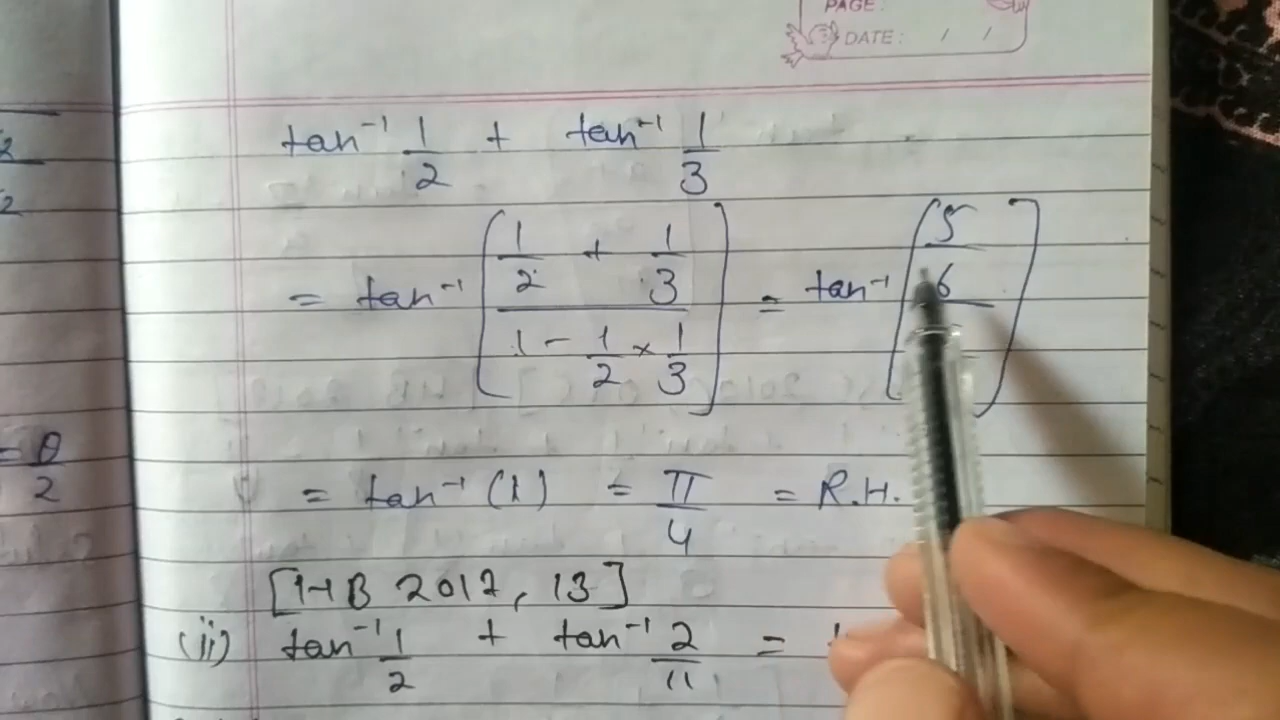 PAGE:
DATE: / /
tan⁻¹ 1/2 + tan⁻¹ 1/3
= tan⁻¹ [(1/2 + 1/3)/(1 - 1/2 × 1/3)] = tan⁻¹ [5/6 /
= tan⁻¹ (1) = π/4 = R.H.
= θ/2
[HB 2017, 13]
(ii) tan⁻¹ 1/2 + tan⁻¹ 2/11 =